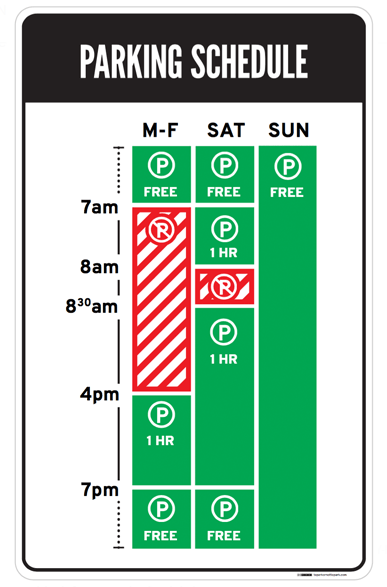 PARKING SCHEDULE
M-F SAT SUN
P P P
FREE FREE FREE
7am
P P
1 HR
8am
P
8³⁰am
P
1 HR
4pm
P
1 HR
7pm
P P
FREE FREE